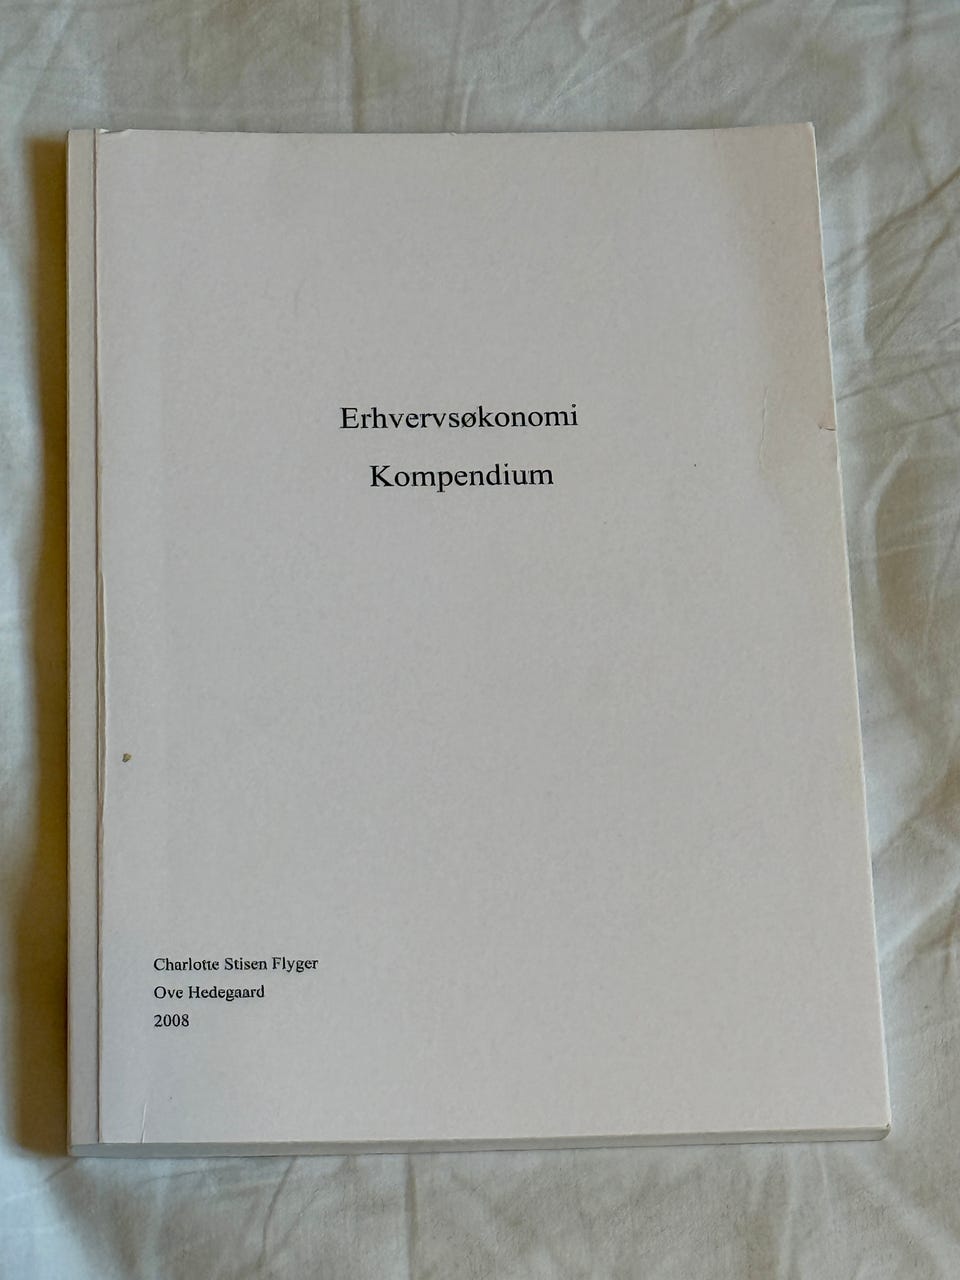 Erhvervsøkonomi
Kompendium
Charlotte Stisen Flyger
Ove Hedegaard
2008